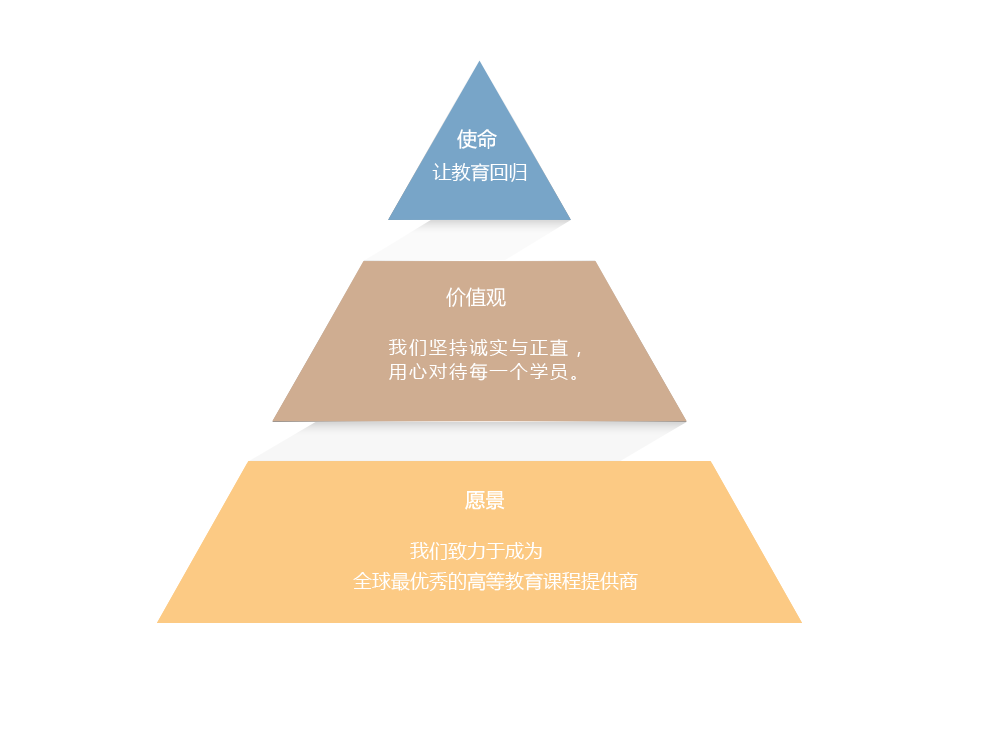 使命
让教育回归
价值观
我们坚持诚实与正直，
用心对待每一个学员。
愿景
我们致力于成为
全球最优秀的高等教育课程提供商